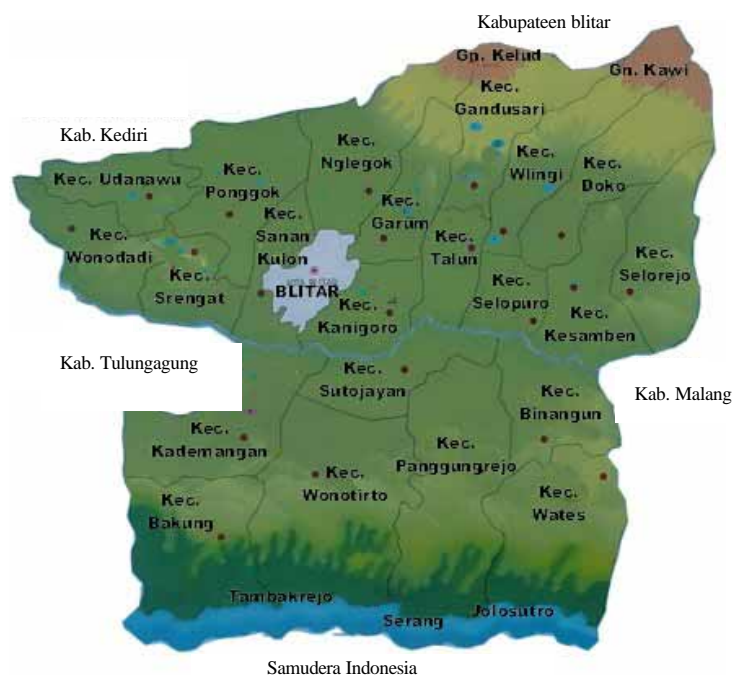 Kabupateen blitar
Gn. Kelud
Gn. Kawi
Kec.
Gandusari
Kab. Kediri
Kec.
Nglegok
Kec.
Wlingi
Kec.
Doko
Kec. Udanawu
Kec.
Ponggok
Kec.
Garum
Kec.
Sanan
Kulon
Kec.
Wonodadi
Kec.
Talun
Kec.
Selorejo
Kec.
Srengat
BLITAR
Kec.
Kanigoro
Kec.
Selopuro
Kec.
Kesamben
Kab. Tulungagung
Kec.
Sutojayan
Kab. Malang
Kec.
Binangun
Kec.
Kademangan
Kec.
Panggungrejo
Kec.
Wonotirto
Kec.
Wates
Kec.
Bakung
Tambakrejo
Serang
Jolosutro
Samudera Indonesia